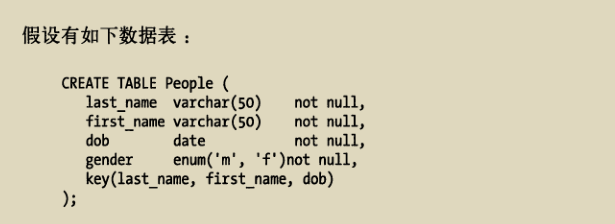 假设有如下数据表：
CREATE TABLE People (
last_name varchar(50) not null,
first_name varchar(50) not null,
dob date not null,
gender enum('m', 'f')not null,
key(last_name, first_name, dob)
);